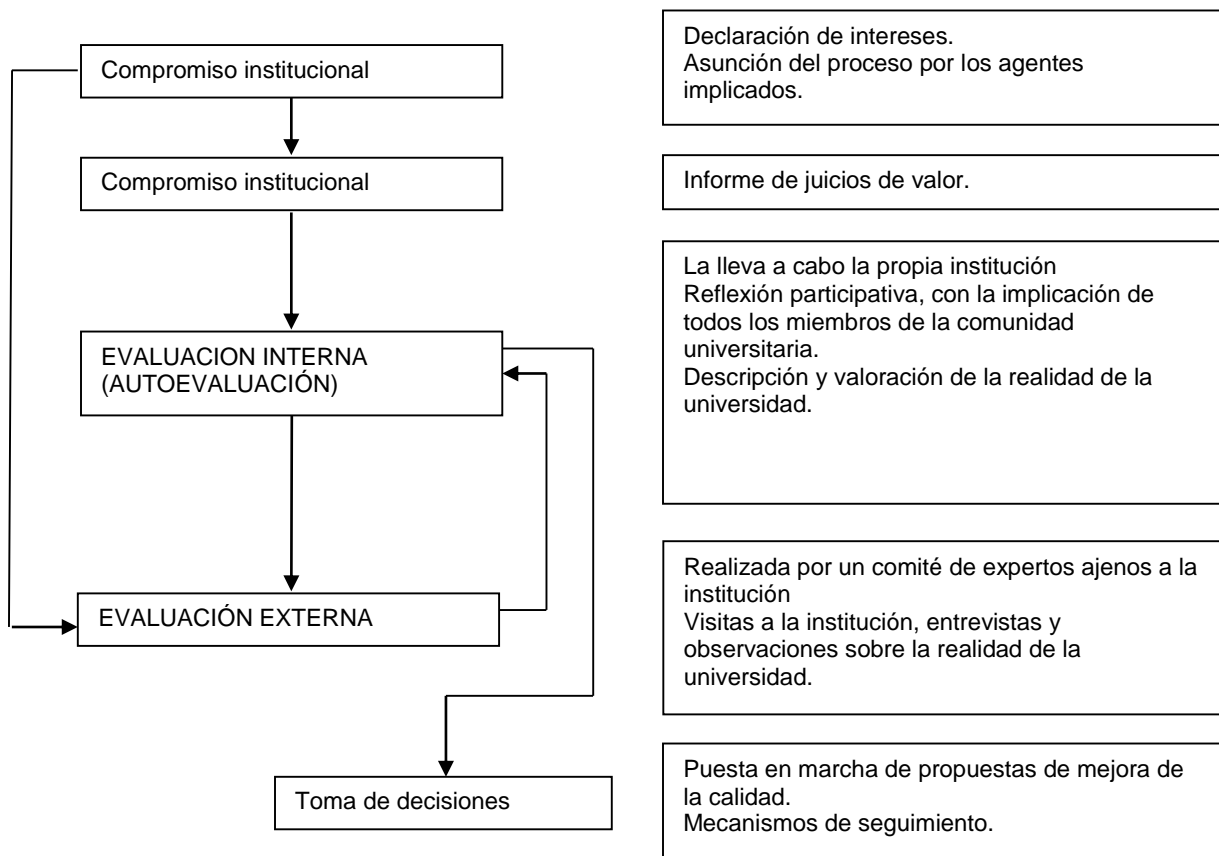 Compromiso institucional
Declaración de intereses.
Asunción del proceso por los agentes
implicados.
Compromiso institucional
Informe de juicios de valor.
EVALUACION INTERNA
(AUTOEVALUACIÓN)
La lleva a cabo la propia institución
Reflexión participativa, con la implicación de
todos los miembros de la comunidad
universitaria.
Descripción y valoración de la realidad de la
universidad.
EVALUACIÓN EXTERNA
Realizada por un comité de expertos ajenos a la
institución
Visitas a la institución, entrevistas y
observaciones sobre la realidad de la
universidad.
Toma de decisiones
Puesta en marcha de propuestas de mejora de
la calidad.
Mecanismos de seguimiento.